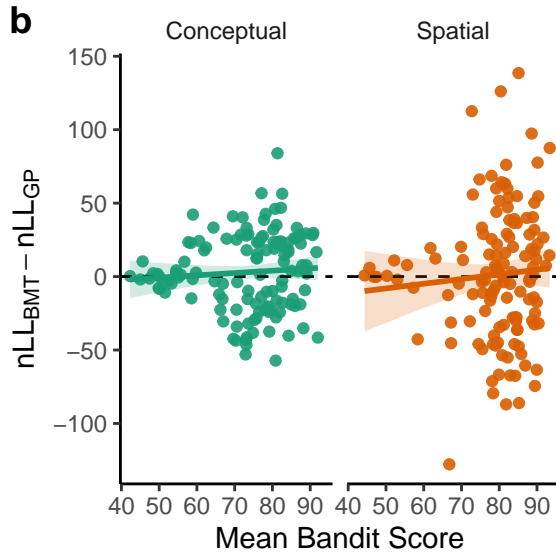 b
Conceptual Spatial
nLL_BMT − nLL_GP
150
100
50
0
−50
−100
40 50 60 70 80 90 40 50 60 70 80 90
Mean Bandit Score